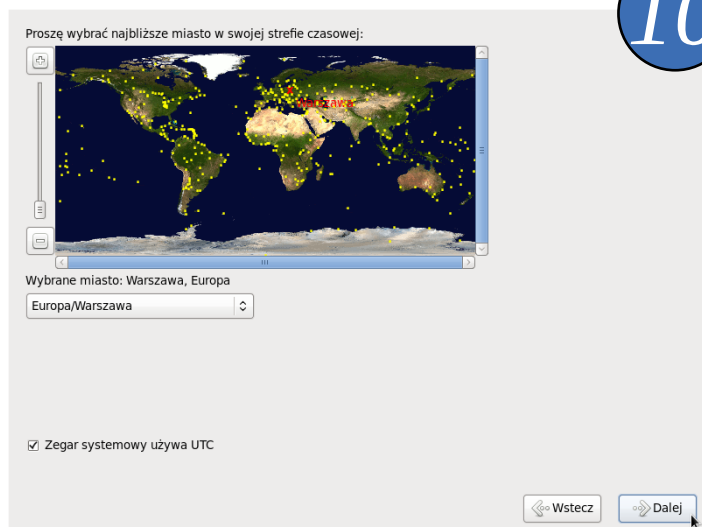 10
Proszę wybrać najbliższe miasto w swojej strefie czasowej:
Warszawa
Wybrane miasto: Warszawa, Europa
Europa/Warszawa
Zegar systemowy używa UTC
Wstecz
Dalej